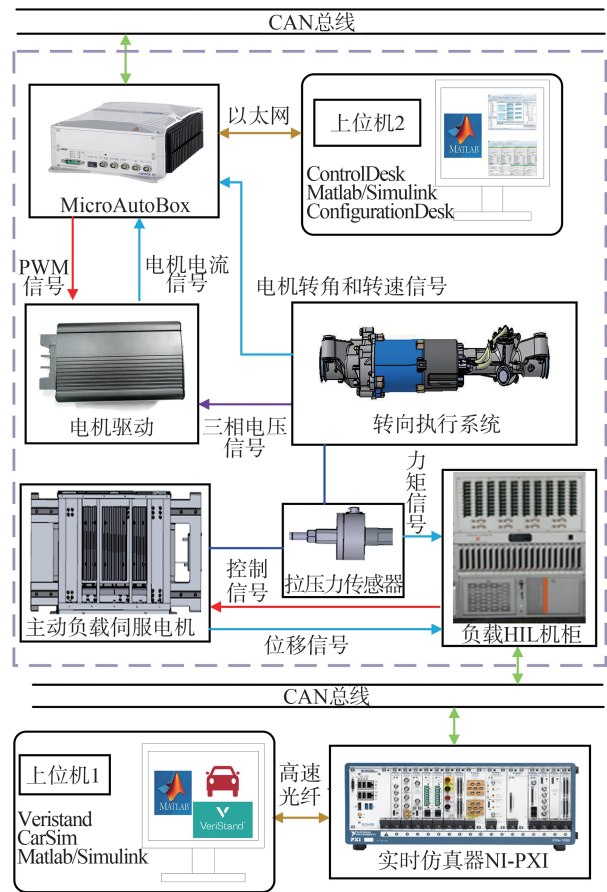 CAN总线
以太网
上位机2
MATLAB
ControlDesk
Matlab/Simulink
ConfigurationDesk
MicroAutoBox
PWM
信号
电机电流
信号
电机转角和转速信号
电机驱动
三相电压
信号
转向执行系统
力矩信号
控制
信号
拉压力传感器
主动负载伺服电机
位移信号
负载HIL机柜
CAN总线
上位机1
MATLAB
VeriStand
Veristand
CarSim
Matlab/Simulink
高速
光纤
PXI
实时仿真器NI-PXI